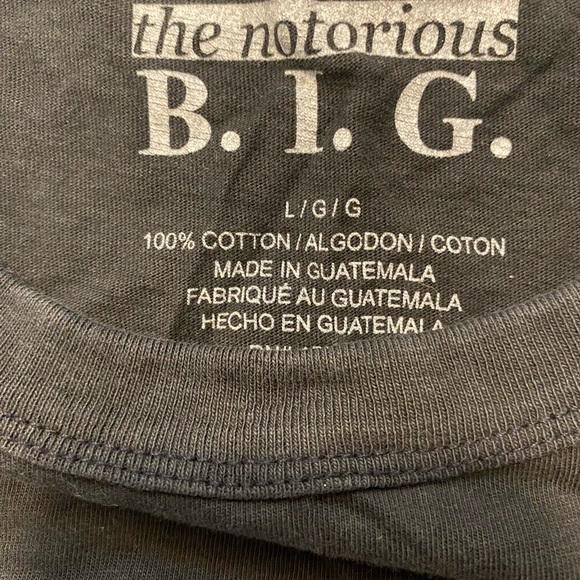 the notorious
B. I. G.
L / G / G
100% COTTON / ALGODON / COTON
MADE IN GUATEMALA
FABRIQUÉ AU GUATEMALA
HECHO EN GUATEMALA